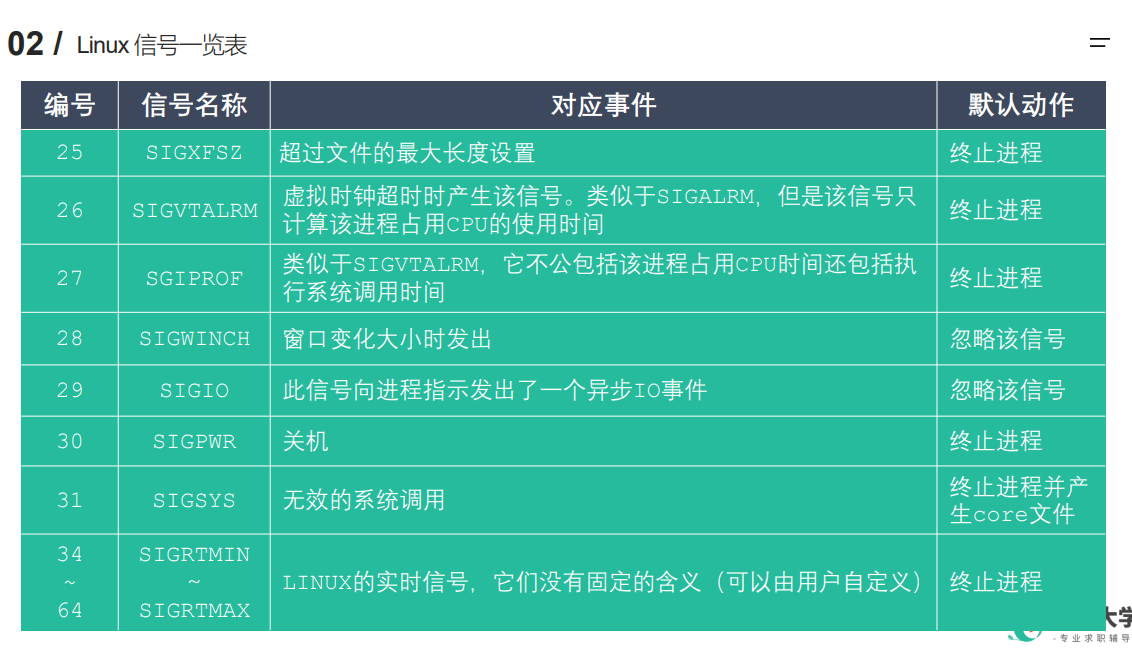 02 / Linux 信号一览表
编号 信号名称 对应事件 默认动作
25 SIGXFSZ 超过文件的最大长度设置 终止进程
26 SIGVTALRM 虚拟时钟超时时产生该信号。类似于SIGALRM，但是该信号只
计算该进程占用CPU的使用时间 终止进程
27 SGIPROF 类似于SIGVTALRM，它不公包括该进程占用CPU时间还包括执
行系统调用时间 终止进程
28 SIGWINCH 窗口变化大小时发出 忽略该信号
29 SIGIO 此信号向进程指示发出了一个异步IO事件 忽略该信号
30 SIGPWR 关机 终止进程
31 SIGSYS 无效的系统调用 终止进程并产
生core文件
34 SIGRTMIN
~ ~
64 SIGRTMAX
LINUX的实时信号，它们没有固定的含义（可以由用户自定义） 终止进程
大学
-专业求职辅导